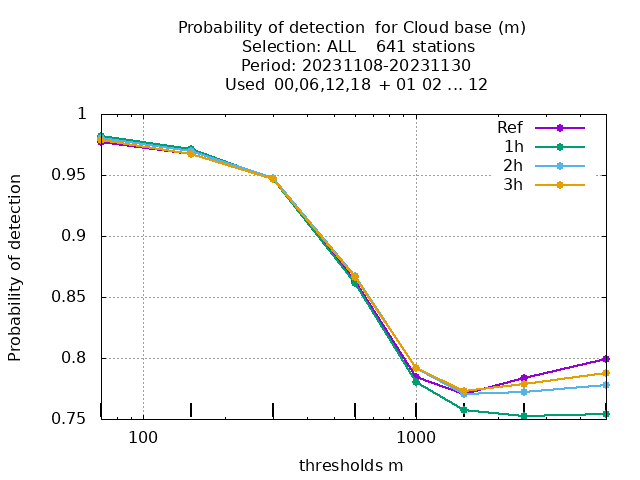 Probability of detection  for Cloud base (m)
Selection: ALL    641 stations
Period: 20231108-20231130
Used  00,06,12,18  + 01 02 ... 12
Ref
1h
2h
3h
1
0.95
0.9
0.85
0.8
0.75
Probability of detection
100
1000
thresholds m